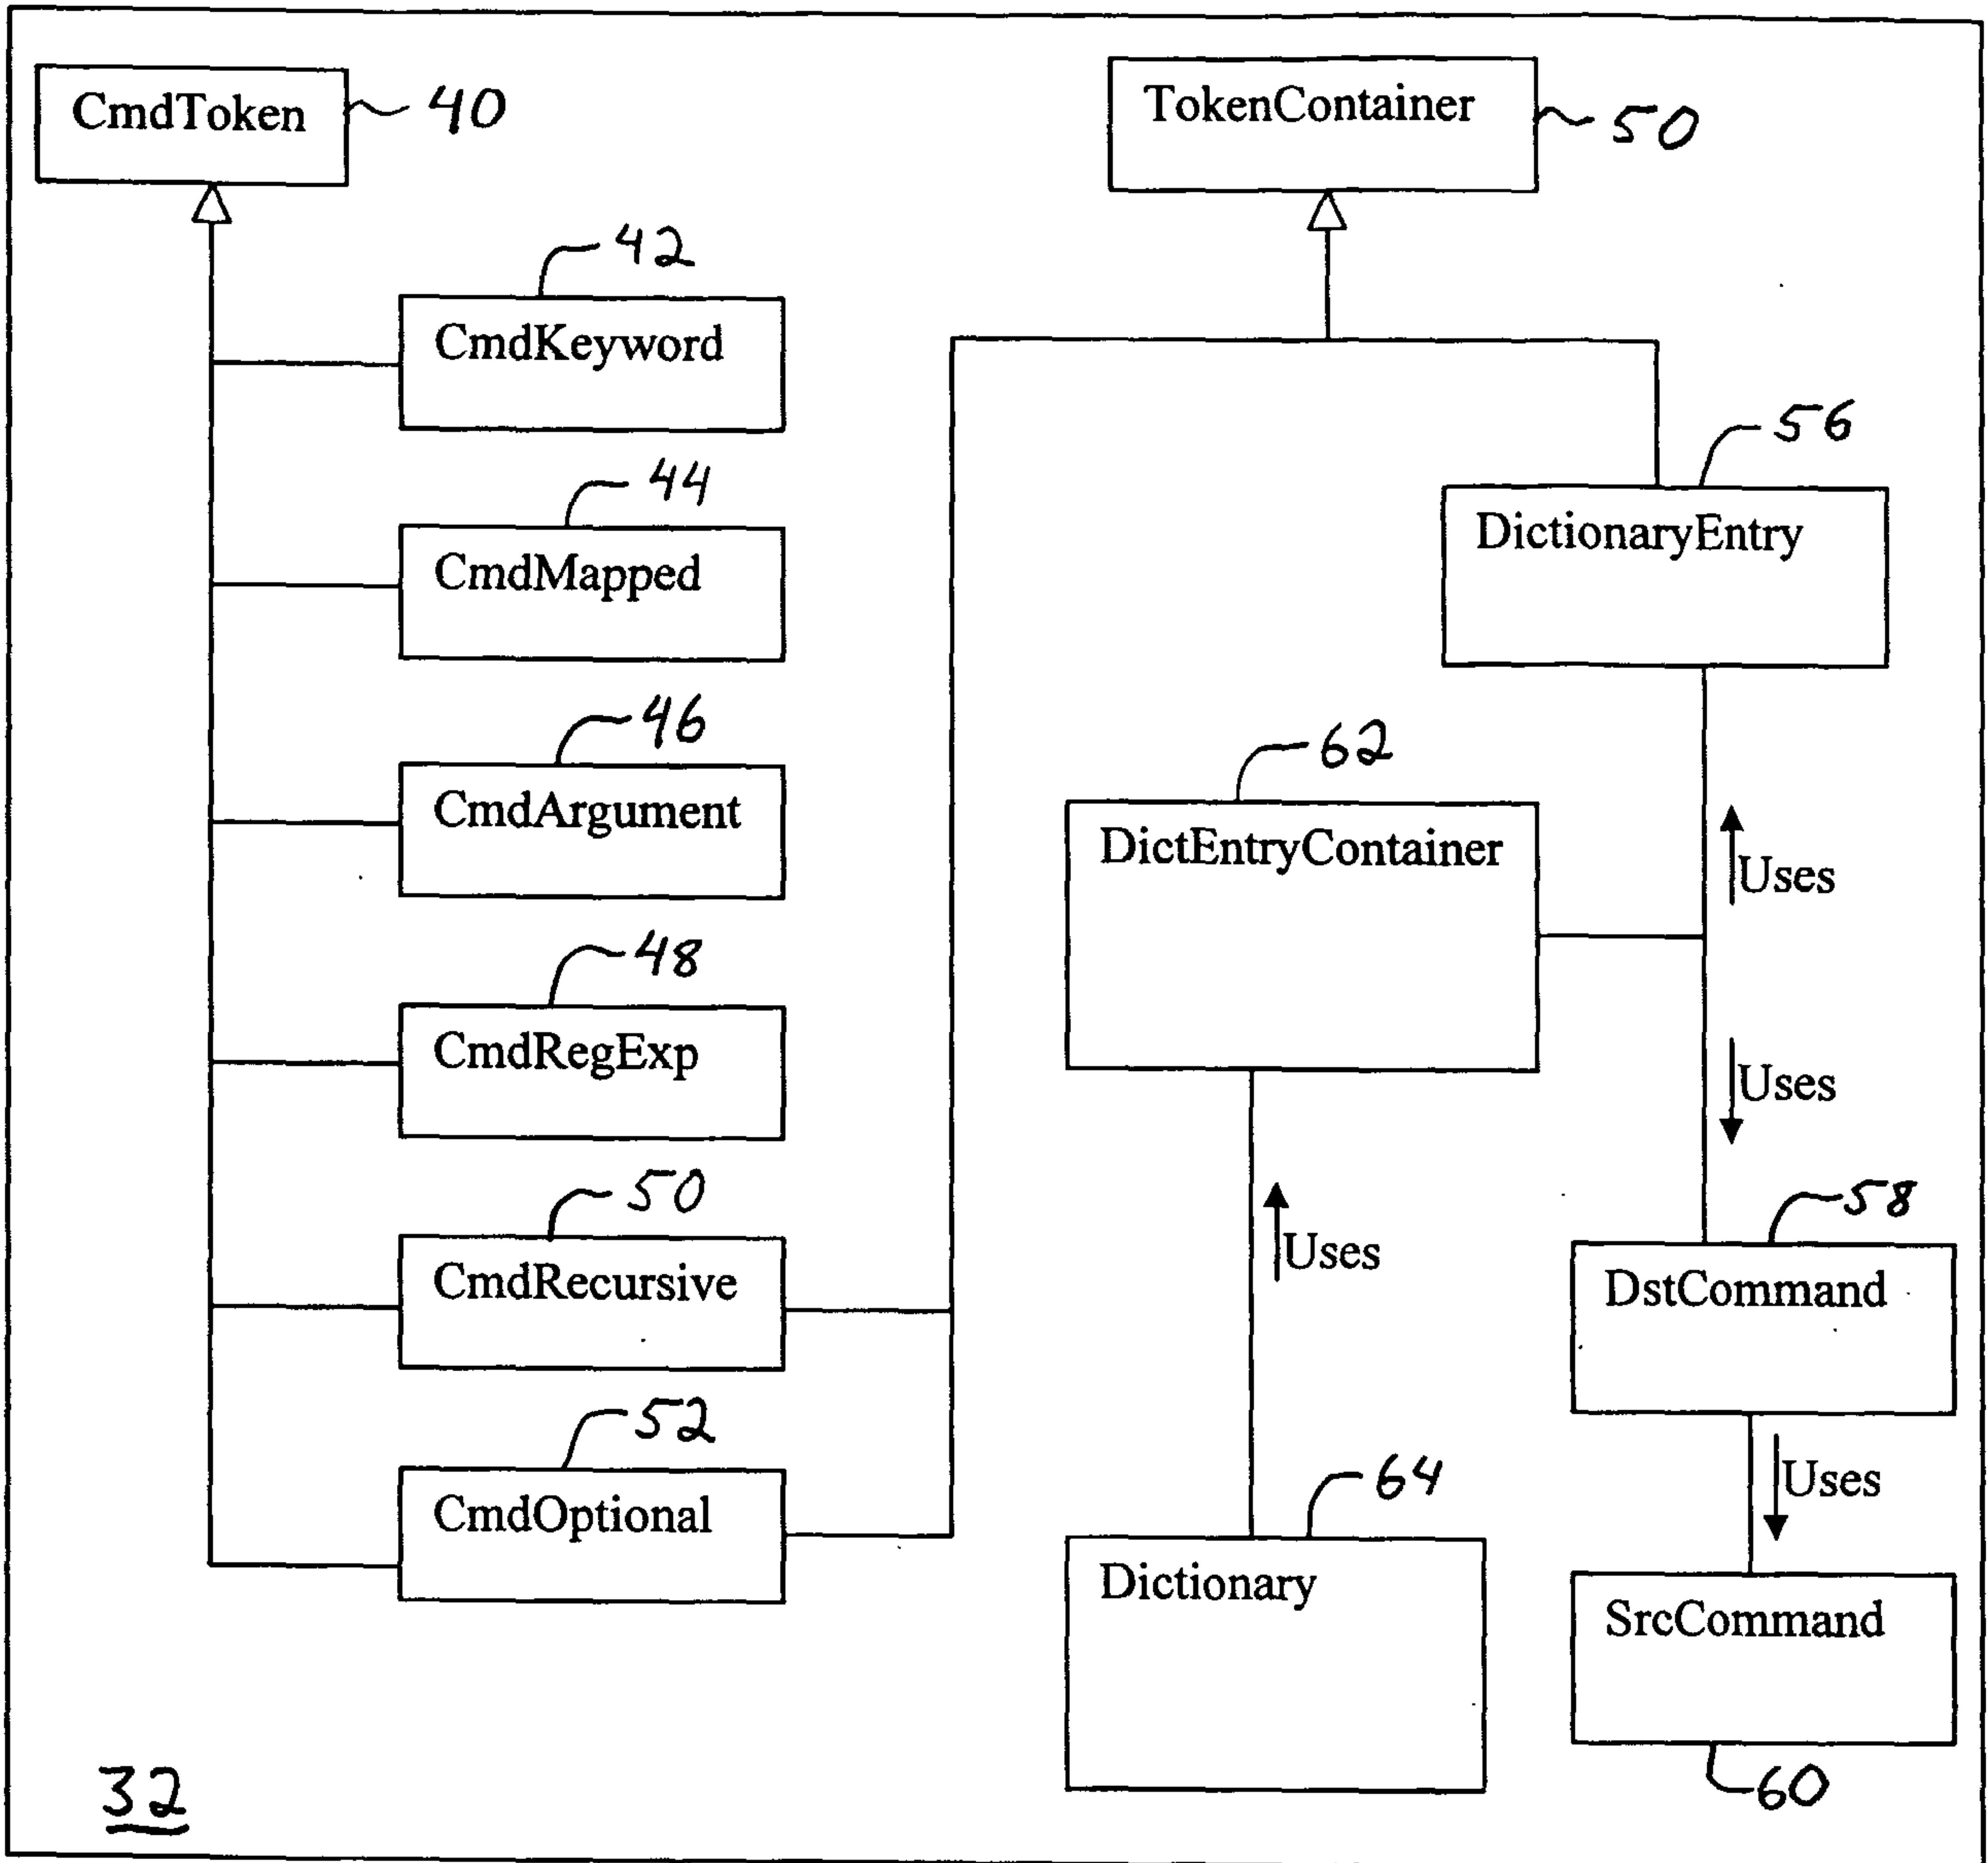 CmdToken 40
TokenContainer 50
42
CmdKeyword
44
CmdMapped
46
CmdArgument
48
CmdRegExp
50
CmdRecursive
52
CmdOptional
56
DictionaryEntry
62
DictEntryContainer
Uses
Uses
Uses
58
DstCommand
Uses
64
Dictionary
SrcCommand
60
32